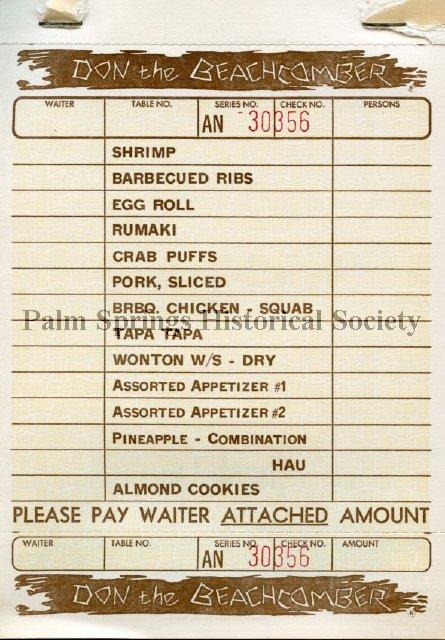 DON the BEACHCOMBER
WAITER TABLE NO. SERIES NO. CHECK NO. PERSONS
AN 30356
SHRIMP
BARBECUED RIBS
EGG ROLL
RUMAKI
CRAB PUFFS
PORK, SLICED
BRBQ. CHICKEN - SQUAB
Palm Springs Historical Society
TAPA TAPA
WONTON W/S - DRY
ASSORTED APPETIZER #1
ASSORTED APPETIZER #2
PINEAPPLE - COMBINATION
HAU
ALMOND COOKIES
PLEASE PAY WAITER ATTACHED AMOUNT
WAITER TABLE NO. SERIES NO. CHECK NO. AMOUNT
AN 30356
DON the BEACHCOMBER